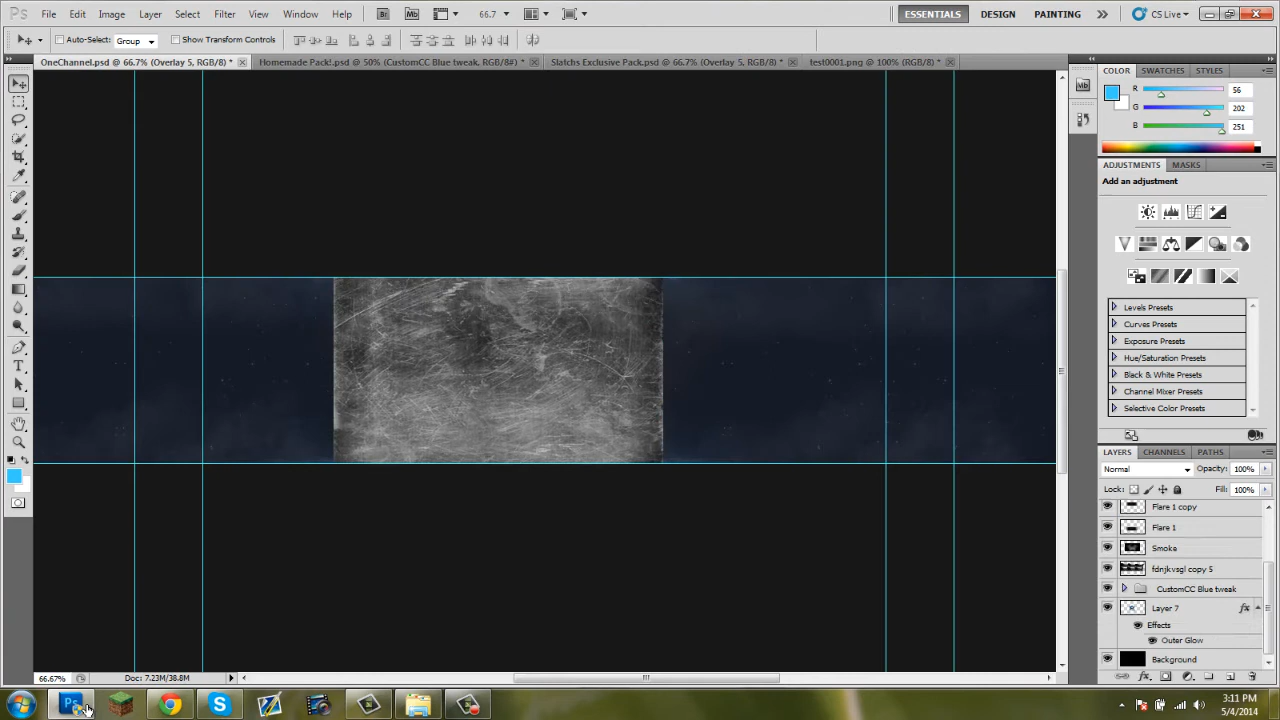 Ps File Edit Image Layer Select Filter View Window Help Br Mb 66.7 ESSENTIALS DESIGN PAINTING CS Live
Auto-Select: Group Show Transform Controls
OneChannel.psd @ 66.7% (Overlay 5, RGB/8) * Homemade Pack!.psd @ 50% (CustomCC Blue tweak, RGB/8#) * Slatchs Exclusive Pack.psd @ 66.7% (Overlay 5, RGB/8) * test0001.png @ 100% (RGB/8) *
COLOR SWATCHES STYLES
Mb
R 56
G 202
B 251
ADJUSTMENTS MASKS
Add an adjustment
Levels Presets
Curves Presets
Exposure Presets
Hue/Saturation Presets
Black & White Presets
Channel Mixer Presets
Selective Color Presets
LAYERS CHANNELS PATHS
Normal Opacity: 100%
Lock: Fill: 100%
Flare 1 copy
Flare 1
Smoke
fdnjkvsgl copy 5
CustomCC Blue tweak
Layer 7 fx
Effects
Outer Glow
Background
66.67% Doc: 7.23M/38.8M
Ps
3:11 PM
5/4/2014